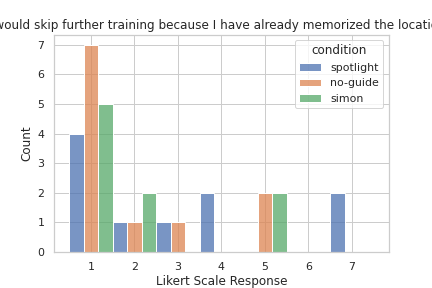 would skip further training because I have already memorized the locati
condition
spotlight
no-guide
simon
7
6
5
4
3
2
1
0
Count
1 2 3 4 5 6 7
Likert Scale Response